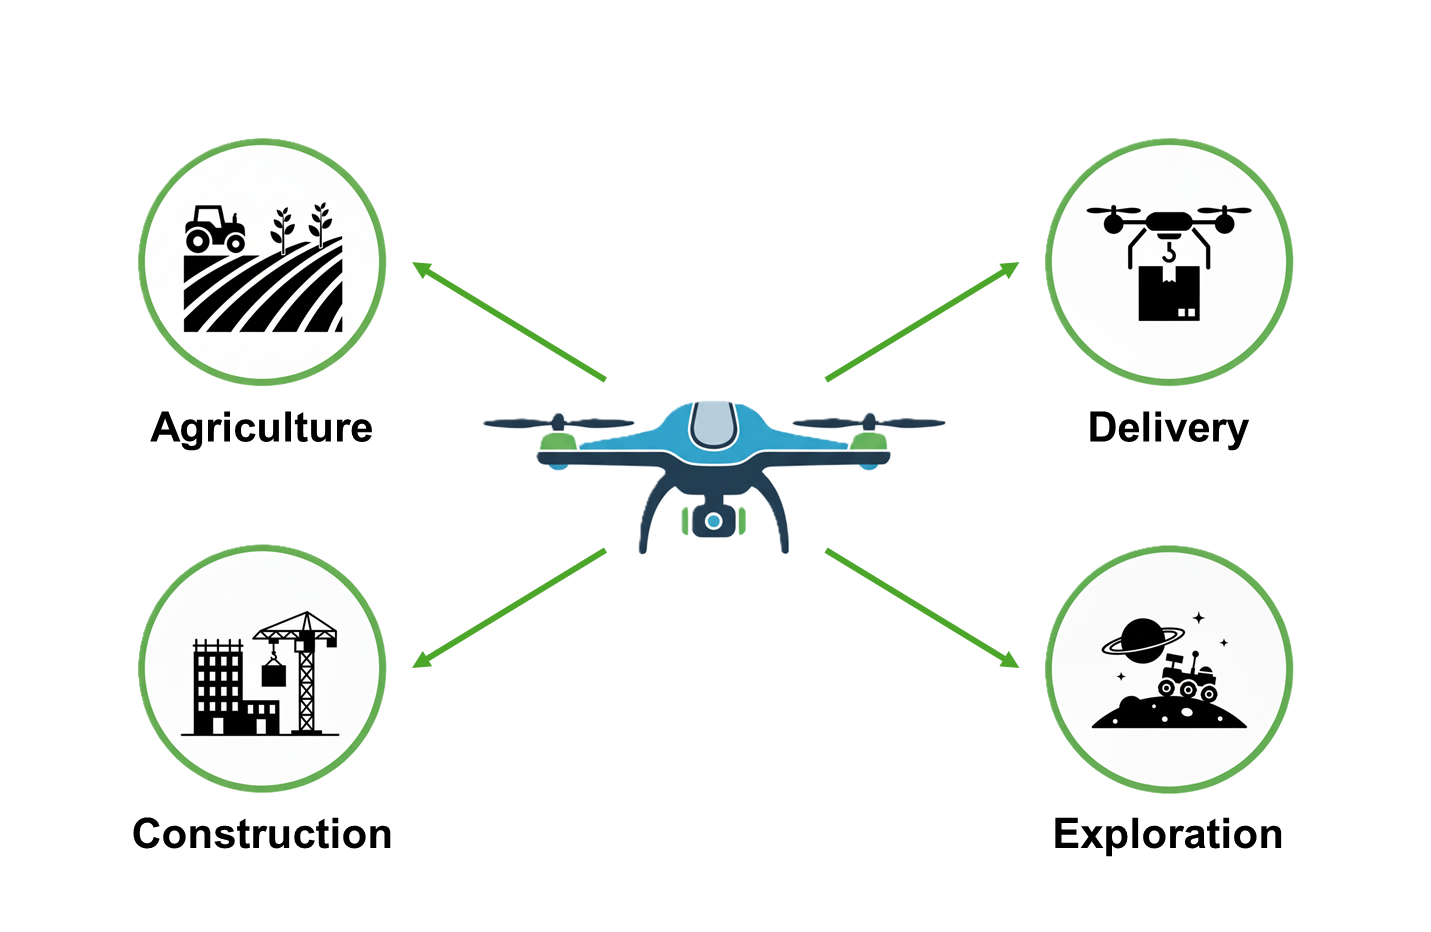 Agriculture
Delivery
Construction
Exploration